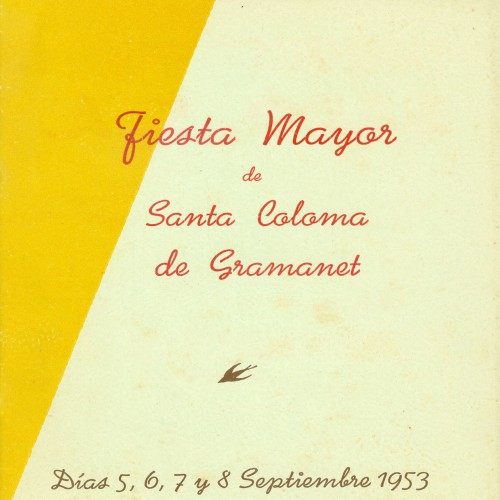 Fiesta Mayor
de
Santa Coloma
de Gramanet
Días 5, 6, 7 y 8 Septiembre 1953